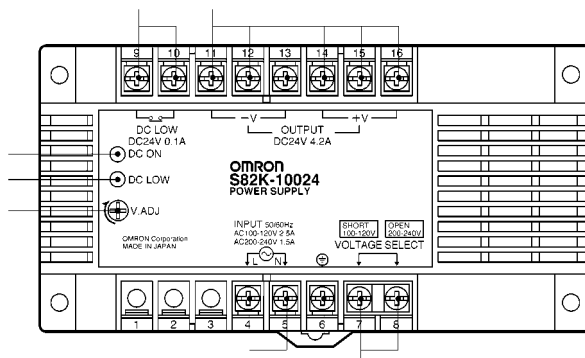 9 10 11 12 13 14 15 16
DC LOW
DC24V 0.1A
−V
+V
OUTPUT
DC24V 4.2A
DC ON
DC LOW
V.ADJ
OMRON
S82K-10024
POWER SUPPLY
OMRON Corporation
MADE IN JAPAN
INPUT 50/60Hz
AC100-120V 2.5A
AC200-240V 1.5A
L N
SHORT
100-120V
OPEN
200-240V
VOLTAGE SELECT
1 2 3 4 5 6 7 8